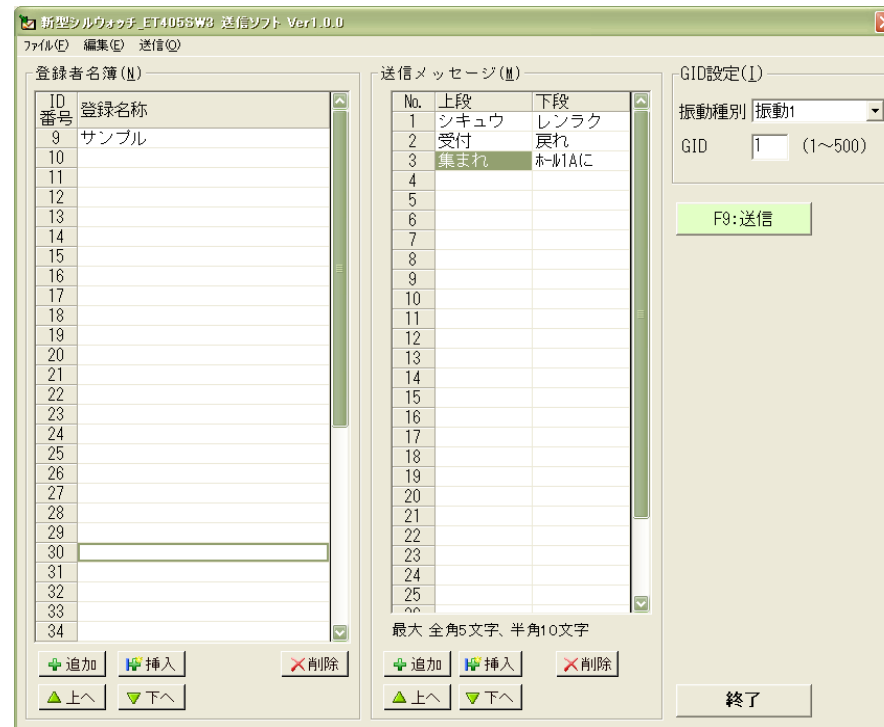 新型シルウォッチ_ET405SW3 送信ソフト Ver1.0.0
ファイル(F) 編集(E) 送信(O)
登録者名簿(N)
ID番号 登録名称
9 サンプル
10
11
12
13
14
15
16
17
18
19
20
21
22
23
24
25
26
27
28
29
30
31
32
33
34
追加 挿入 削除
上へ 下へ
送信メッセージ(M)
No. 上段 下段
1 シキュウ レンラク
2 受付 戻れ
3 集まれ ﾎｰﾙ1Aに
4
5
6
7
8
9
10
11
12
13
14
15
16
17
18
19
20
21
22
23
24
25
最大 全角5文字、半角10文字
追加 挿入 削除
上へ 下へ
GID設定(I)
振動種別 振動1
GID 1 (1～500)
F9:送信
終了